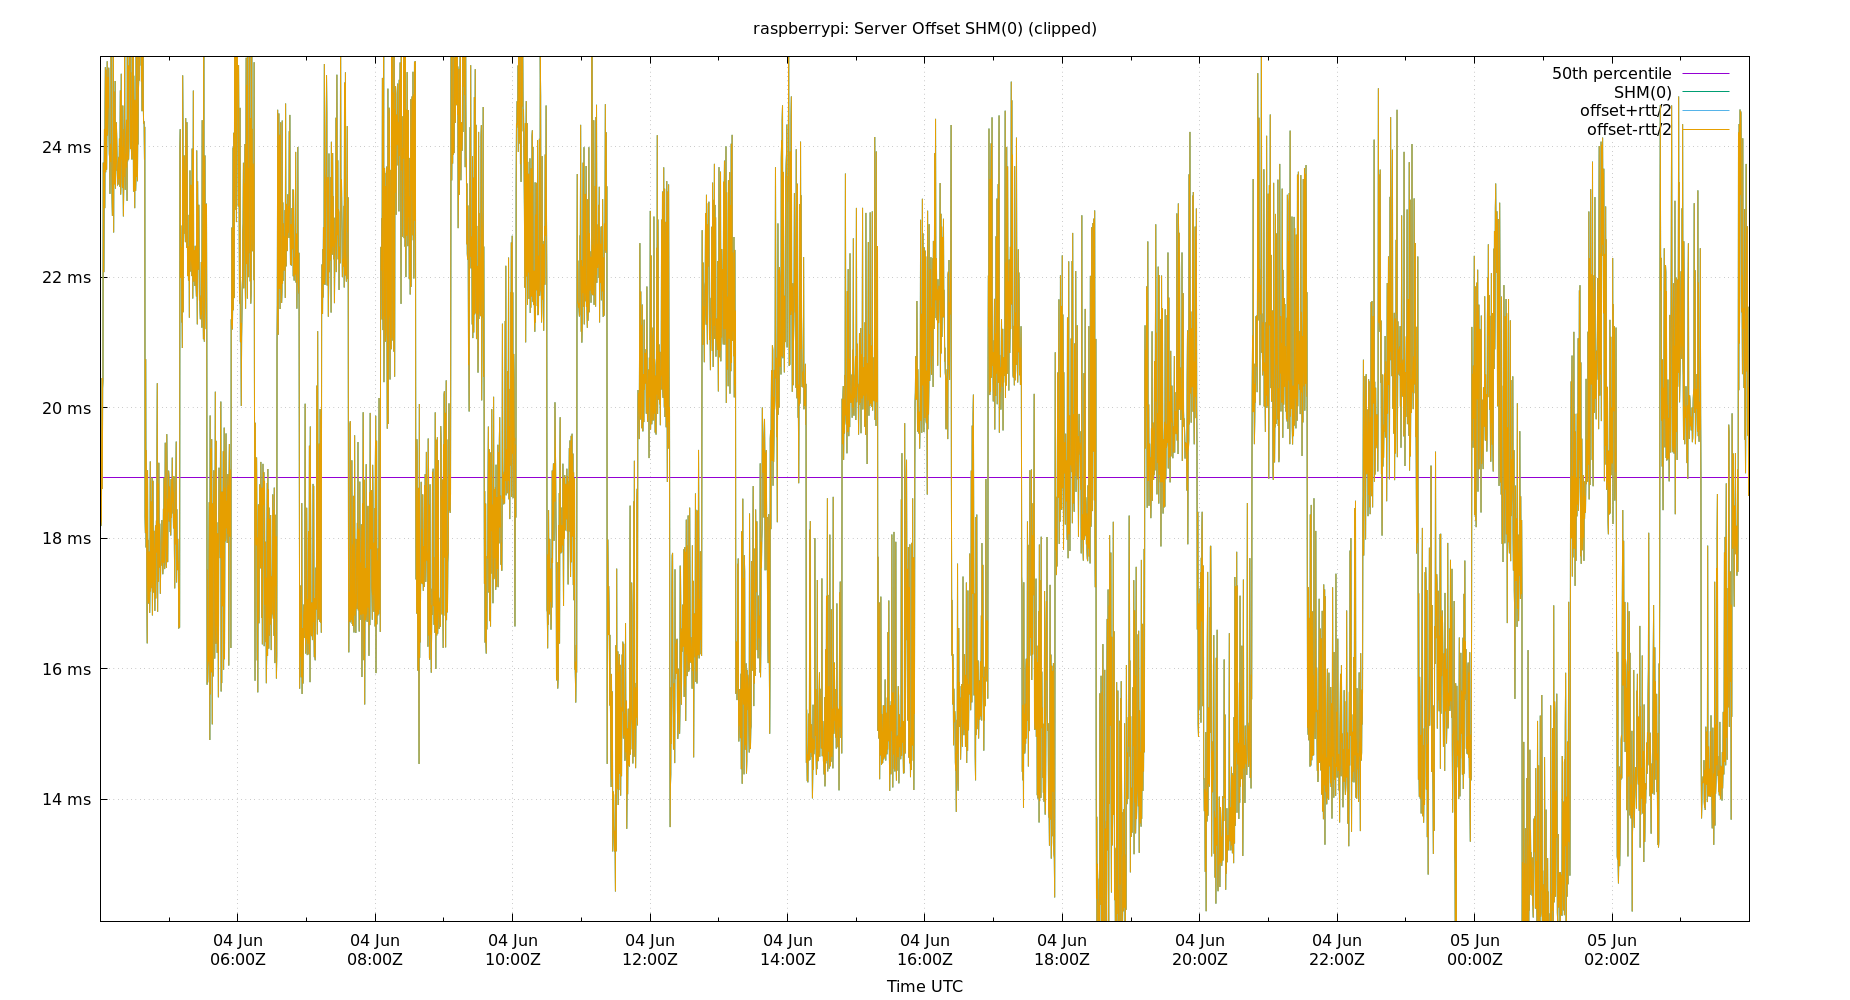 raspberrypi: Server Offset SHM(0) (clipped)
50th percentile
SHM(0)
offset+rtt/2
offset-rtt/2
24 ms
22 ms
20 ms
18 ms
16 ms
14 ms
04 Jun 04 Jun 04 Jun 04 Jun 04 Jun 04 Jun 04 Jun 04 Jun 04 Jun 05 Jun 05 Jun
06:00Z 08:00Z 10:00Z 12:00Z 14:00Z 16:00Z 18:00Z 20:00Z 22:00Z 00:00Z 02:00Z
Time UTC